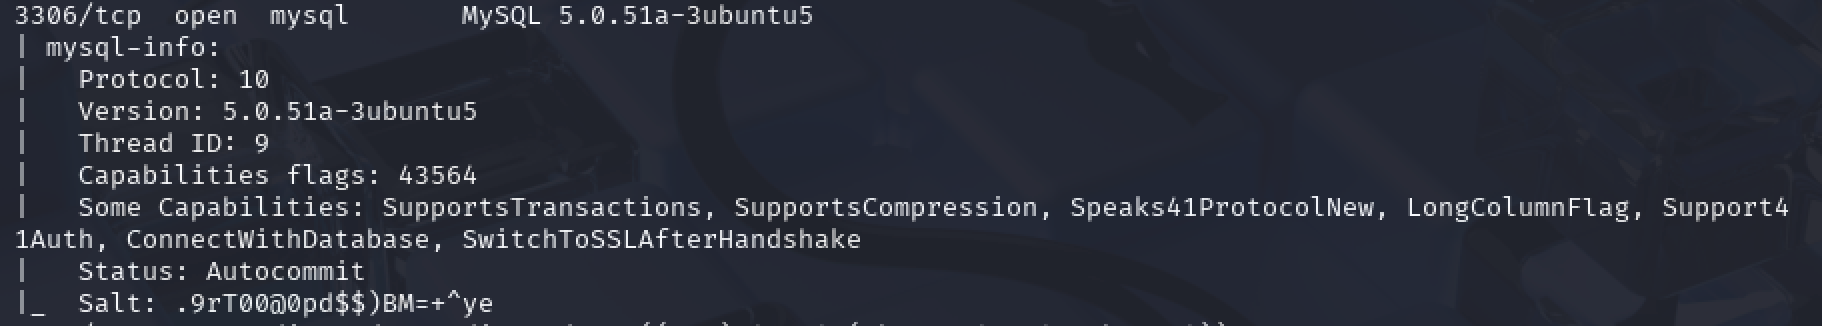 3306/tcp  open  mysql       MySQL 5.0.51a-3ubuntu5
| mysql-info:
|   Protocol: 10
|   Version: 5.0.51a-3ubuntu5
|   Thread ID: 9
|   Capabilities flags: 43564
|   Some Capabilities: SupportsTransactions, SupportsCompression, Speaks41ProtocolNew, LongColumnFlag, Support4
1Auth, ConnectWithDatabase, SwitchToSSLAfterHandshake
|   Status: Autocommit
|_  Salt: .9rT00@0pd$$)BM=+^ye